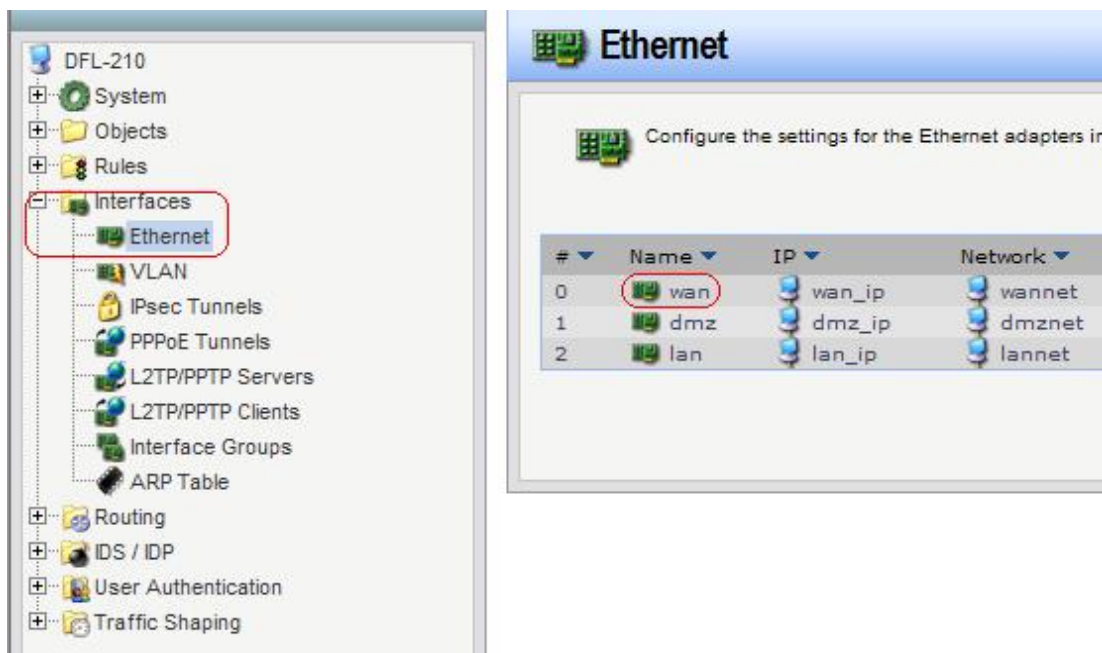 DFL-210
System
Objects
Rules
Interfaces
Ethernet
VLAN
IPsec Tunnels
PPPoE Tunnels
L2TP/PPTP Servers
L2TP/PPTP Clients
Interface Groups
ARP Table
Routing
IDS / IDP
User Authentication
Traffic Shaping
Ethernet
Configure the settings for the Ethernet adapters in
# Name IP Network
0 wan wan_ip wannet
1 dmz dmz_ip dmznet
2 lan lan_ip lannet